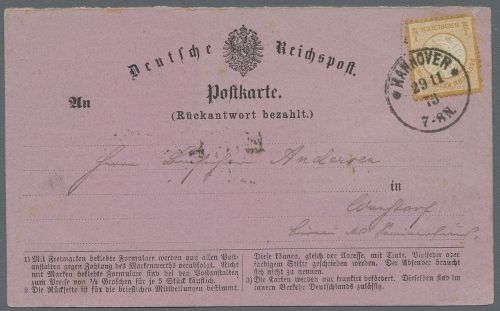 Deutsche Reichspost.
Postkarte.
(Rückantwort bezahlt.)
HANNOVER
29 11
73
7-8N.
GROSCHEN
An
Herrn
in
Wunstorf
1) Mit Freimarken beklebte Formulare werden von allen Post-
anstalten gegen Zahlung des Markenwerths verabfolgt. Nicht
mit Marken beklebte Formulare sind bei den Postanstalten
zum Preise von ¼ Groschen für je 5 Stück käuflich.
2 Die Rückseite ist für die brieflichen Mittheilungen bestimmt.
Diese können, gleich der Adresse, mit Tinte, Bleifeder oder
farbigem Stifte geschrieben werden. Der Absender braucht
sich nicht zu nennen.
3) Die Karten werden nur frankirt befördert. Dieselben sind im
innern Verkehr Deutschlands zulässig.